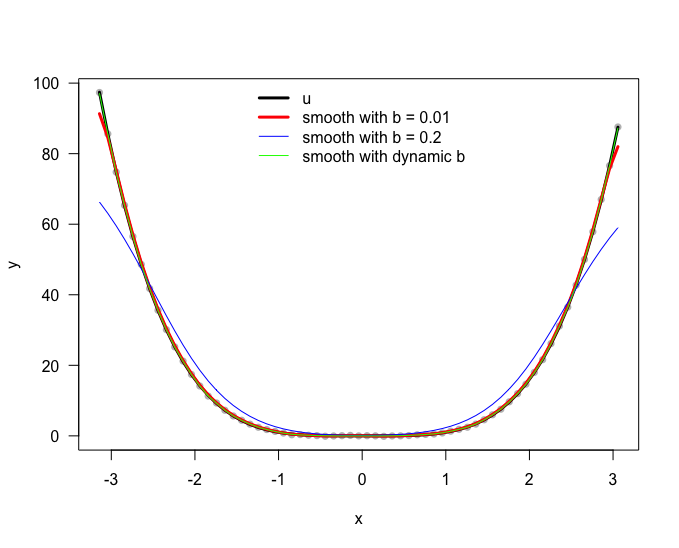 100
80
60
40
20
0
y
u
smooth with b = 0.01
smooth with b = 0.2
smooth with dynamic b
-3 -2 -1 0 1 2 3
x